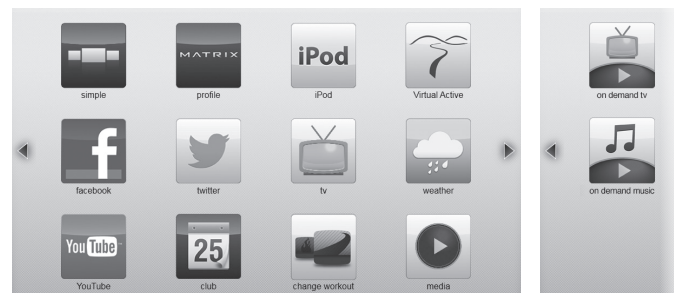 MATRIX
iPod
simple
profile
iPod
Virtual Active
on demand tv
f
facebook
twitter
tv
weather
on demand music
You Tube
25
YouTube
club
change workout
media